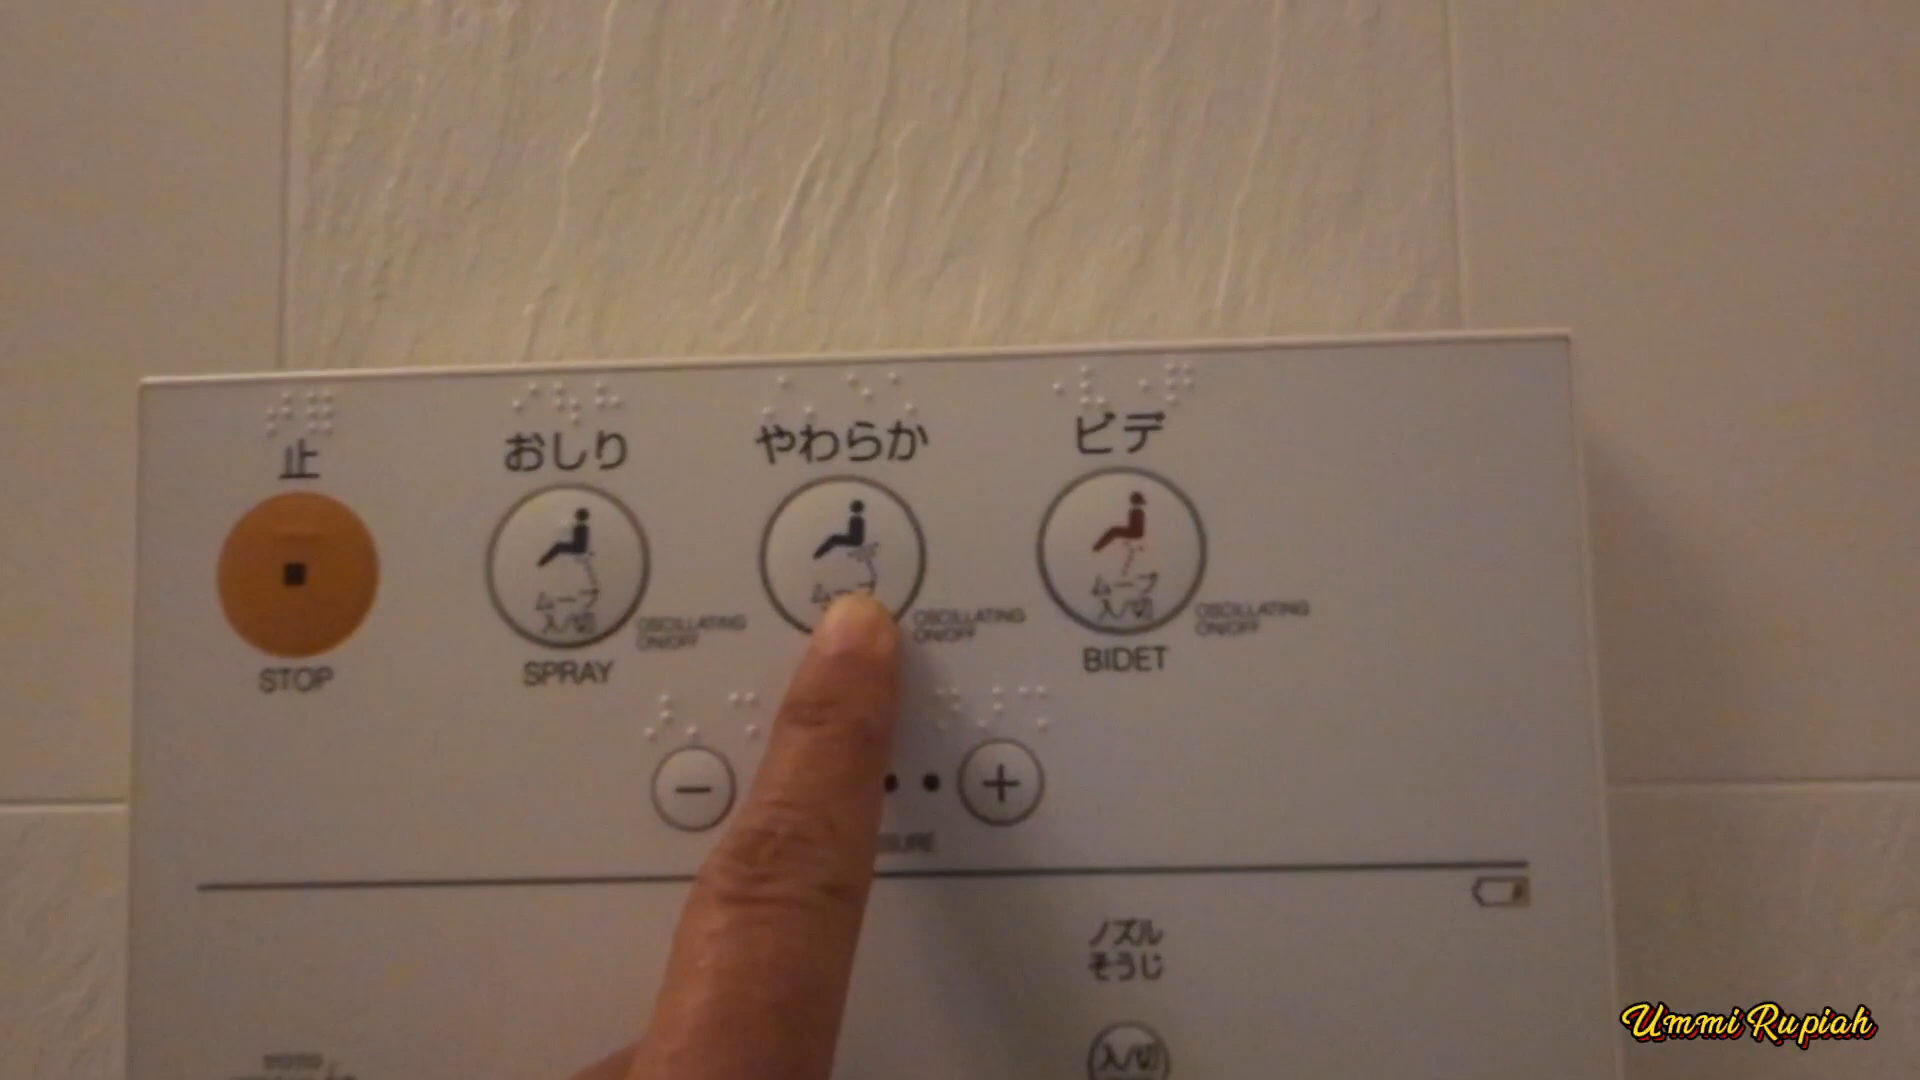 止
おしり
やわらか
ビデ
ムーブ
入/切
OSCILLATING
ON/OFF
OSCILLATING
ON/OFF
ムーブ
入/切
OSCILLATING
ON/OFF
STOP
SPRAY
BIDET
−
+
ノズル
そうじ
入/切
Ummi Rupiah